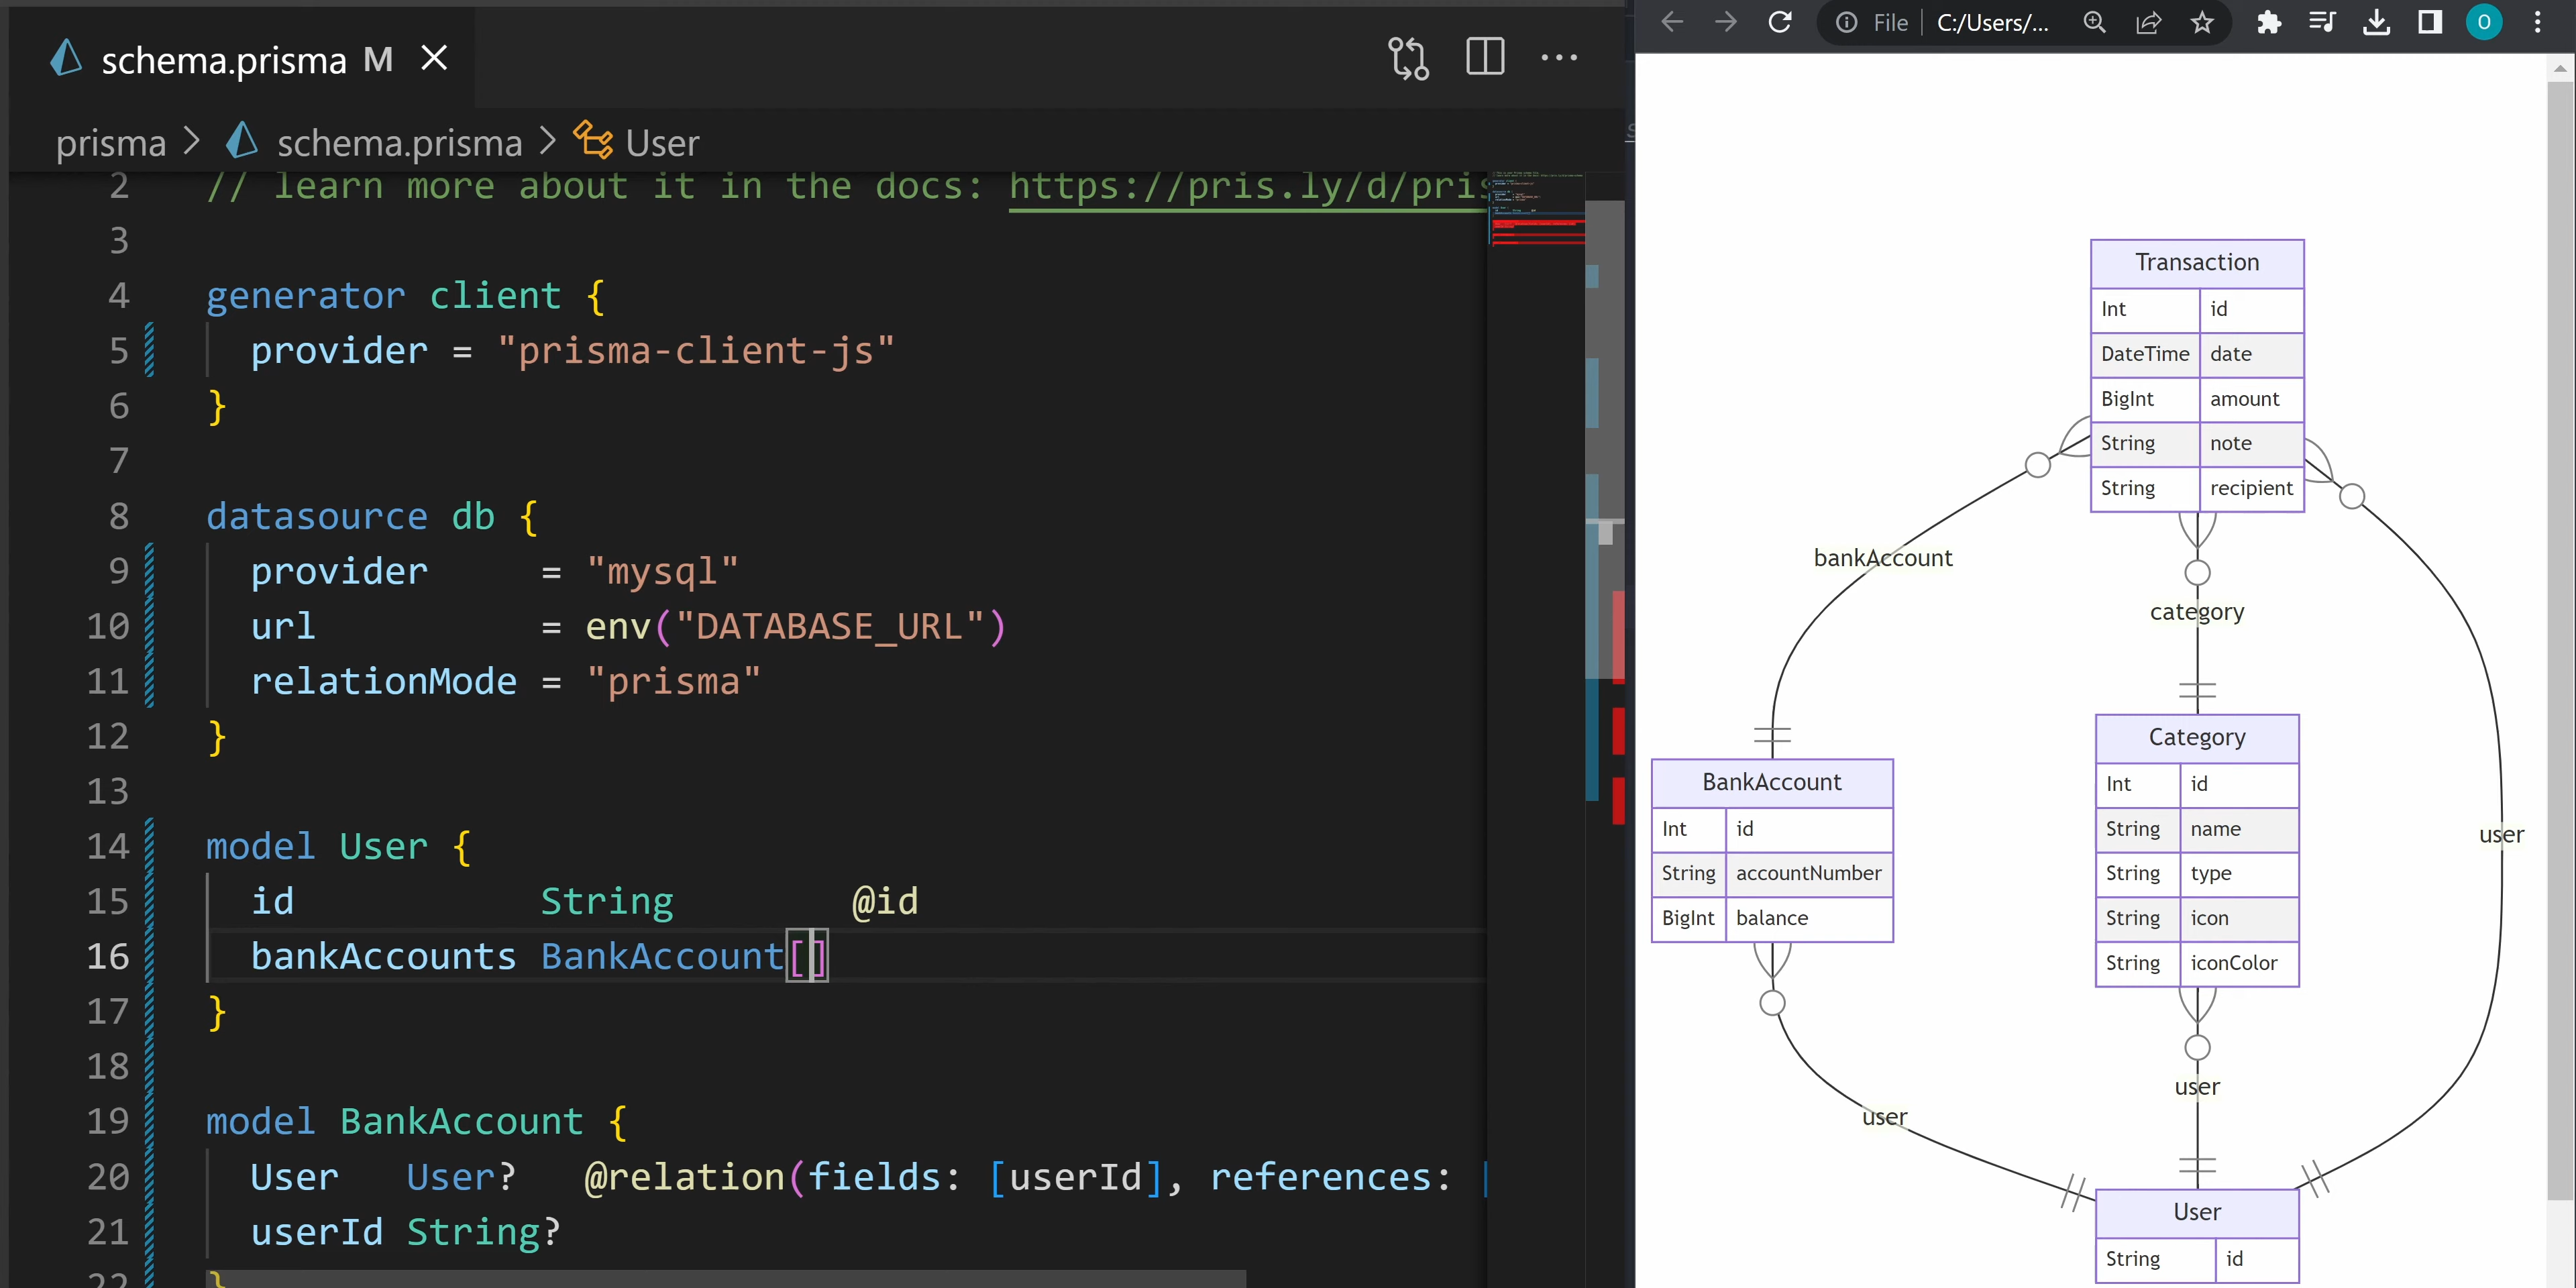 schema.prisma M
prisma > schema.prisma > User
2 // learn more about it in the docs: https://pris.ly/d/pris
3
4 generator client {
5 provider = "prisma-client-js"
6 }
7
8 datasource db {
9 provider = "mysql"
10 url = env("DATABASE_URL")
11 relationMode = "prisma"
12 }
13
14 model User {
15 id String @id
16 bankAccounts BankAccount[]
17 }
18
19 model BankAccount {
20 User User? @relation(fields: [userId], references: [
21 userId String?
22 }
File C:/Users/... O
Transaction
Int id
DateTime date
BigInt amount
String note
String recipient
bankAccount
category
user
BankAccount
Int id
String accountNumber
BigInt balance
Category
Int id
String name
String type
String icon
String iconColor
user
user
User
String id